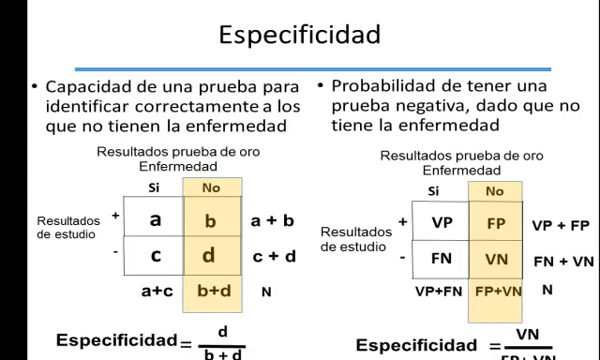 Especificidad
• Capacidad de una prueba para
identificar correctamente a los
que no tienen la enfermedad
Resultados prueba de oro
Enfermedad
Si No
Resultados
de estudio
+ a b a + b
- c d c + d
a+c b+d N
Especificidad = d
b + d
• Probabilidad de tener una
prueba negativa, dado que no
tiene la enfermedad
Resultados prueba de oro
Enfermedad
Si No
Resultados
de estudio
+ VP FP VP + FP
- FN VN FN + VN
VP+FN FP+VN N
Especificidad = VN
FP+ VN